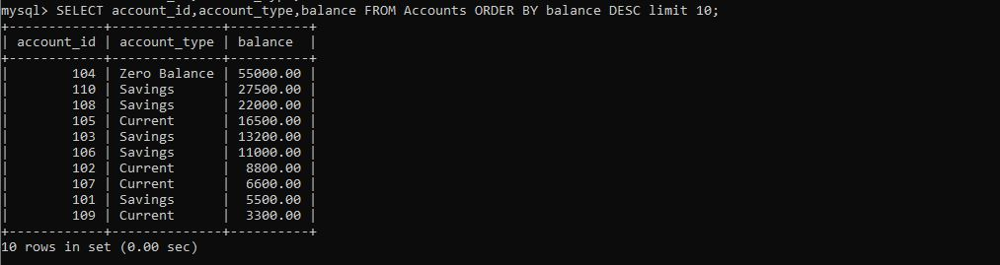 mysql> SELECT account_id,account_type,balance FROM Accounts ORDER BY balance DESC limit 10;
+------------+--------------+----------+
| account_id | account_type | balance  |
+------------+--------------+----------+
|        104 | Zero Balance | 55000.00 |
|        110 | Savings      | 27500.00 |
|        108 | Savings      | 22000.00 |
|        105 | Current      | 16500.00 |
|        103 | Savings      | 13200.00 |
|        106 | Savings      | 11000.00 |
|        102 | Current      |  8800.00 |
|        107 | Current      |  6600.00 |
|        101 | Savings      |  5500.00 |
|        109 | Current      |  3300.00 |
+------------+--------------+----------+
10 rows in set (0.00 sec)